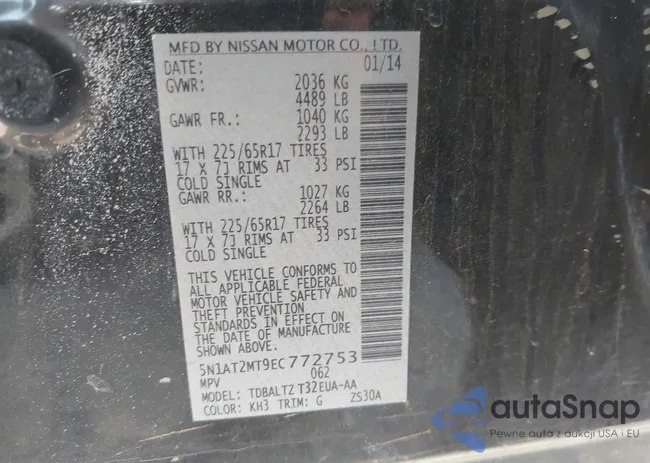 MFD BY NISSAN MOTOR CO., LTD.
DATE: 01/14
GVWR: 2036 KG
4489 LB
GAWR FR.: 1040 KG
2293 LB
WITH 225/65R17 TIRES
17 X 7J RIMS AT 33 PSI
COLD SINGLE
GAWR RR.: 1027 KG
2264 LB
WITH 225/65R17 TIRES
17 X 7J RIMS AT 33 PSI
COLD SINGLE
THIS VEHICLE CONFORMS TO
ALL APPLICABLE FEDERAL
MOTOR VEHICLE SAFETY AND
THEFT PREVENTION
STANDARDS IN EFFECT ON
THE DATE OF MANUFACTURE
SHOWN ABOVE.
5N1AT2MT9EC772753
MPV 062
MODEL: TDBALTZ T32EUA-AA
COLOR: KH3 TRIM: G ZS30A
autoSnap
Pewne auta z aukcji USA i EU